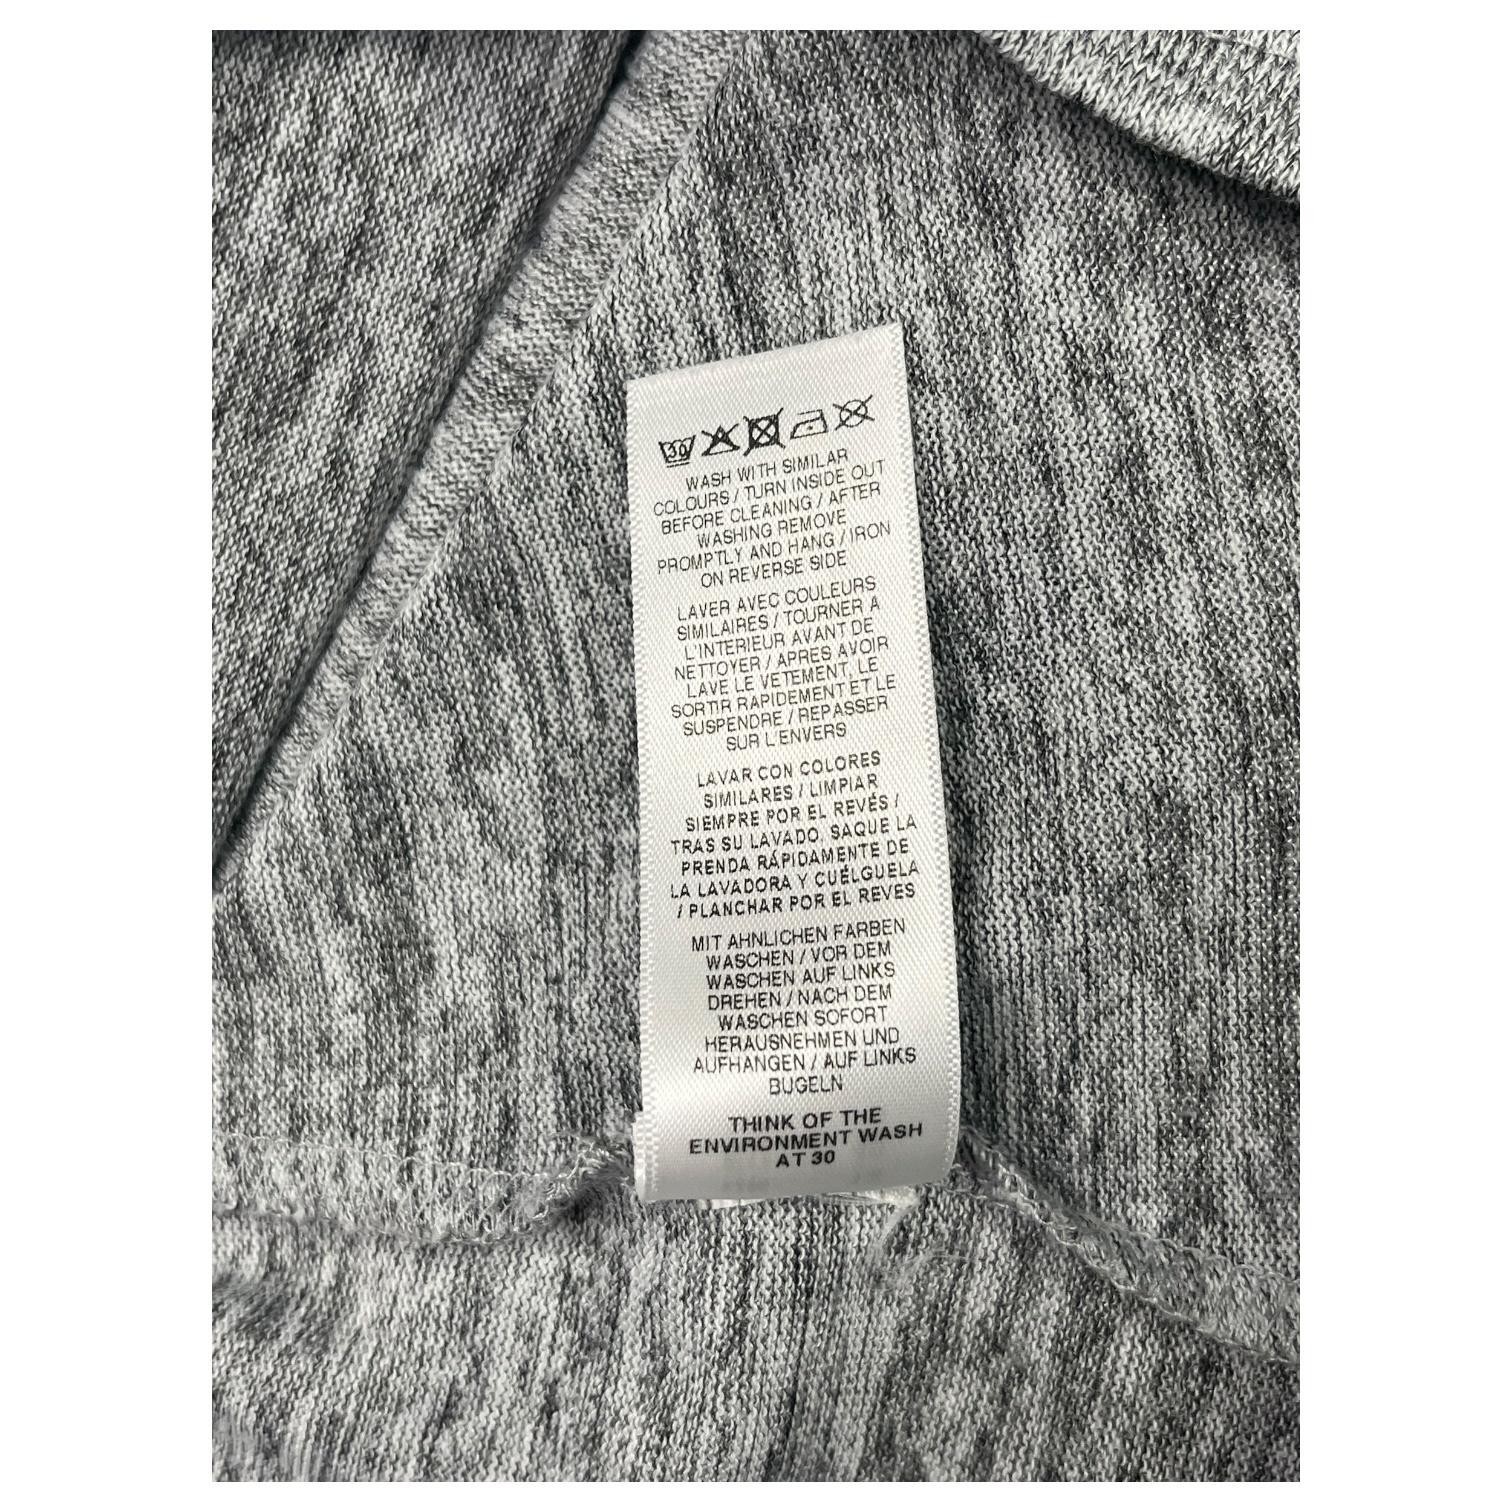 30
WASH WITH SIMILAR
COLOURS / TURN INSIDE OUT
BEFORE CLEANING / AFTER
WASHING REMOVE
PROMPTLY AND HANG / IRON
ON REVERSE SIDE
LAVER AVEC COULEURS
SIMILAIRES / TOURNER A
L'INTERIEUR AVANT DE
NETTOYER / APRES AVOIR
LAVE LE VETEMENT, LE
SORTIR RAPIDEMENT ET LE
SUSPENDRE / REPASSER
SUR L'ENVERS
LAVAR CON COLORES
SIMILARES / LIMPIAR
SIEMPRE POR EL REVÉS /
TRAS SU LAVADO, SAQUE LA
PRENDA RÁPIDAMENTE DE
LA LAVADORA Y CUÉLGUELA
/ PLANCHAR POR EL REVES
MIT AHNLICHEN FARBEN
WASCHEN / VOR DEM
WASCHEN AUF LINKS
DREHEN / NACH DEM
WASCHEN SOFORT
HERAUSNEHMEN UND
AUFHANGEN / AUF LINKS
BUGELN
THINK OF THE
ENVIRONMENT WASH
AT 30